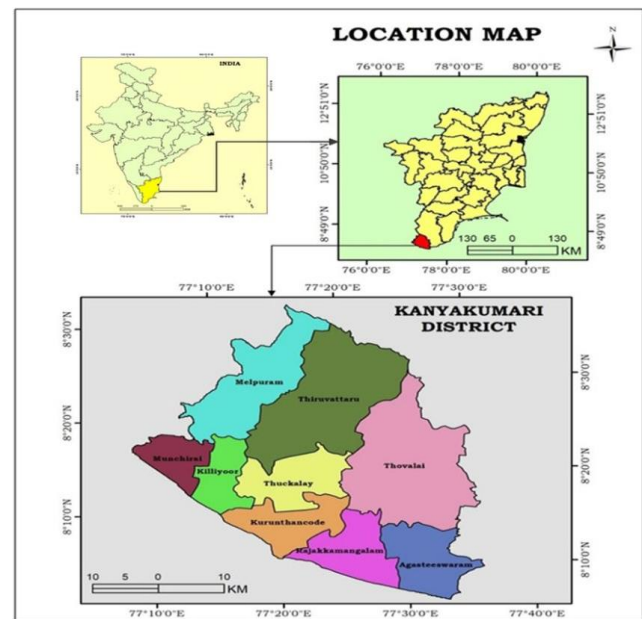 LOCATION MAP
N
INDIA
76°0'0"E 78°0'0"E 80°0'0"E
12°51'0"N
12°51'0"N
10°50'0"N
10°50'0"N
8°49'0"N
8°49'0"N
130 65 0 130
KM
76°0'0"E 78°0'0"E 80°0'0"E
77°10'0"E 77°20'0"E 77°30'0"E
KANYAKUMARI
DISTRICT
8°30'0"N
8°30'0"N
8°20'0"N
8°20'0"N
8°10'0"N
8°10'0"N
Melpuram
Thiruvattaru
Munchirai
Killiyoor
Thuckalay
Thovalai
Kurunthancode
Rajakkamangalam
Agasteeswaram
10 5 0 10
KM
77°10'0"E 77°20'0"E 77°30'0"E 77°40'0"E